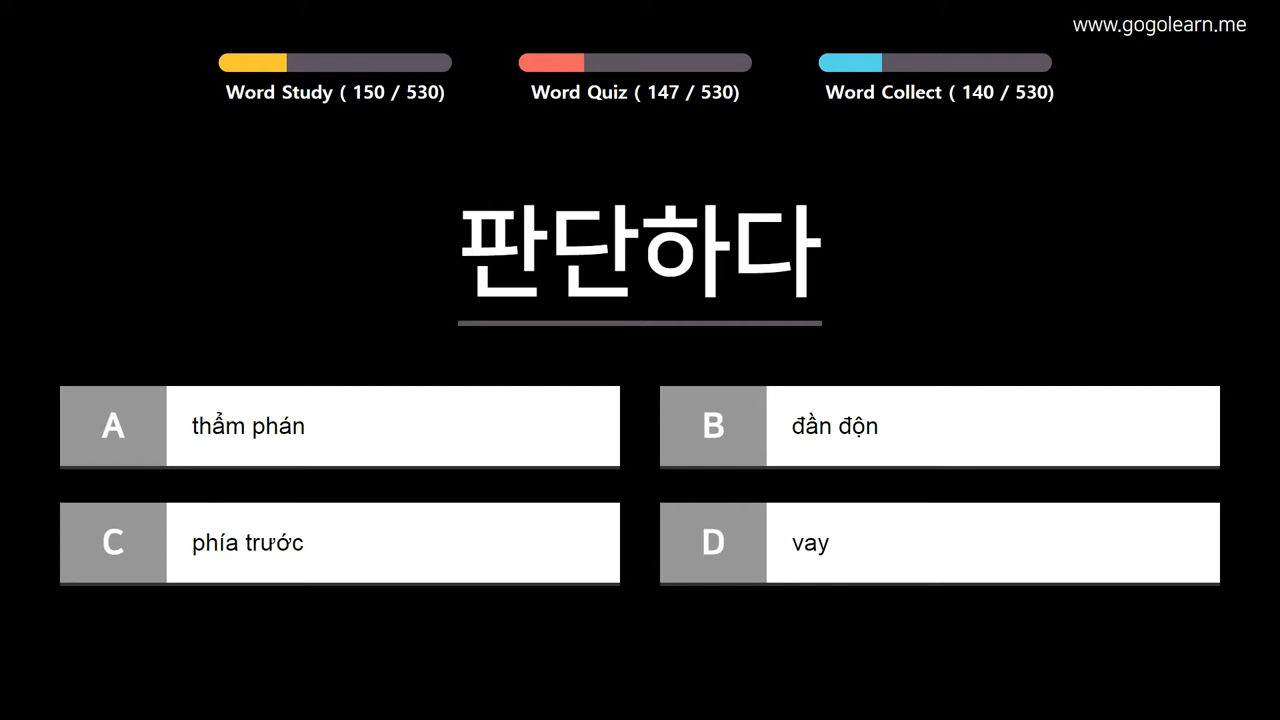 www.gogolearn.me
Word Study ( 150 / 530)
Word Quiz ( 147 / 530)
Word Collect ( 140 / 530)
판단하다
A thẩm phán
B đần độn
C phía trước
D vay